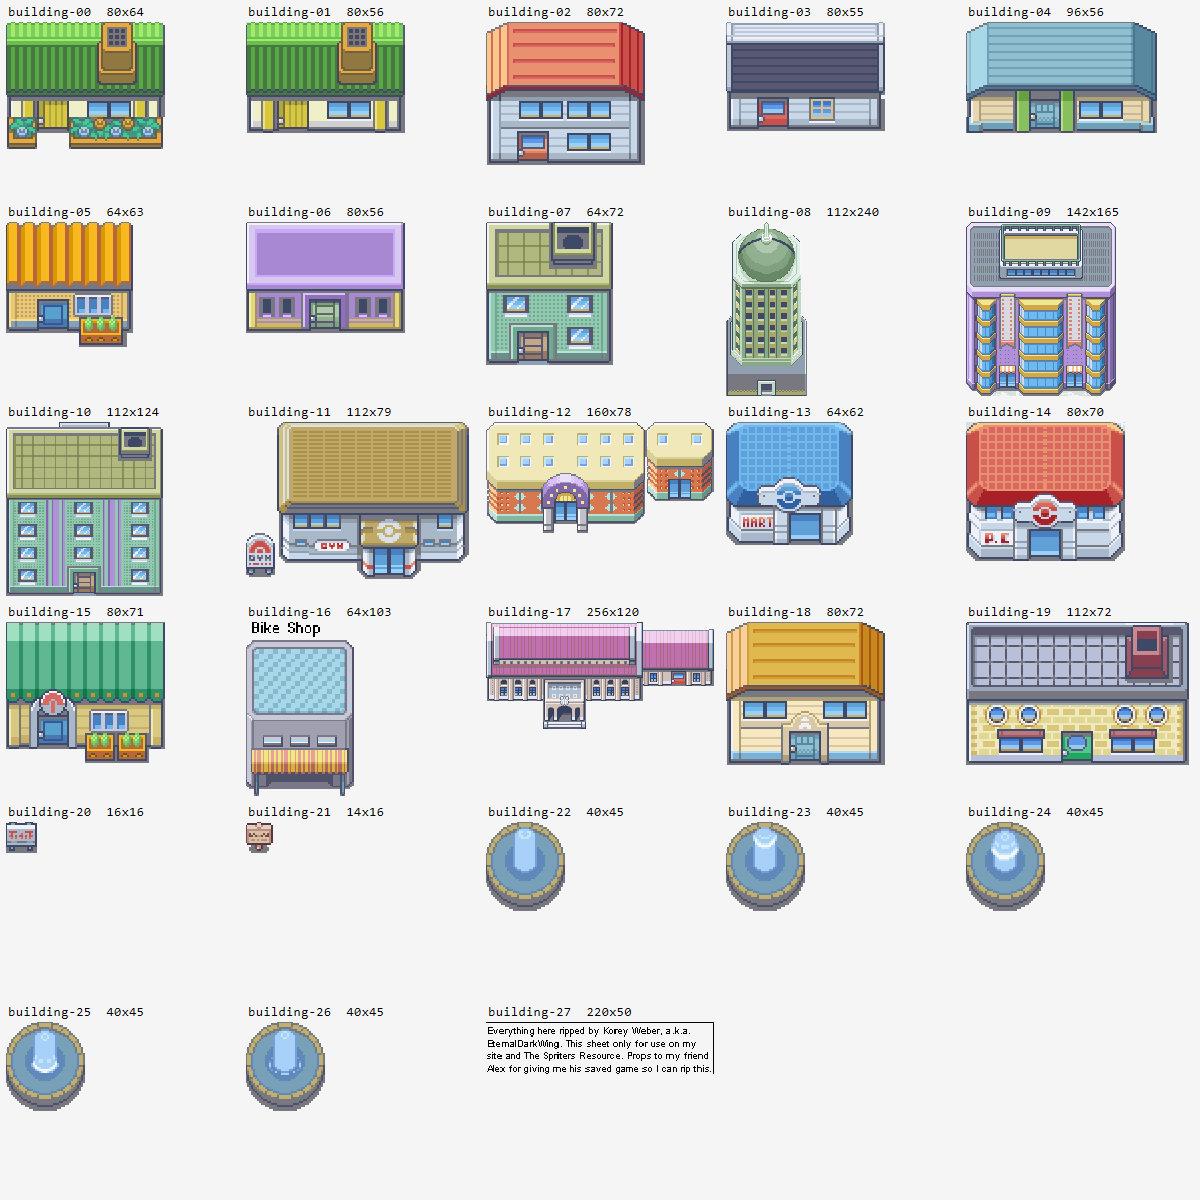 building-00 80x64
building-01 80x56
building-02 80x72
building-03 80x55
building-04 96x56
building-05 64x63
building-06 80x56
building-07 64x72
building-08 112x240
building-09 142x165
building-10 112x124
building-11 112x79
building-12 160x78
building-13 64x62
building-14 80x70
GYM
GYM
MART
P.C
building-15 80x71
building-16 64x103
building-17 256x120
building-18 80x72
building-19 112x72
Bike Shop
building-20 16x16
building-21 14x16
building-22 40x45
building-23 40x45
building-24 40x45
building-25 40x45
building-26 40x45
building-27 220x50
Everything here ripped by Korey Weber, a.k.a.
EternalDarkWing. This sheet only for use on my
site and The Spriters Resource. Props to my friend
Alex for giving me his saved game so I can rip this.